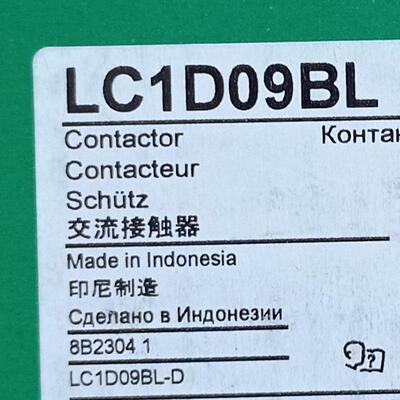 LC1D09BL
Contactor
Contacteur
Schütz
交流接触器
Made in Indonesia
印尼制造
Сделано в Индонезии
8B2304 1
LC1D09BL-D
?